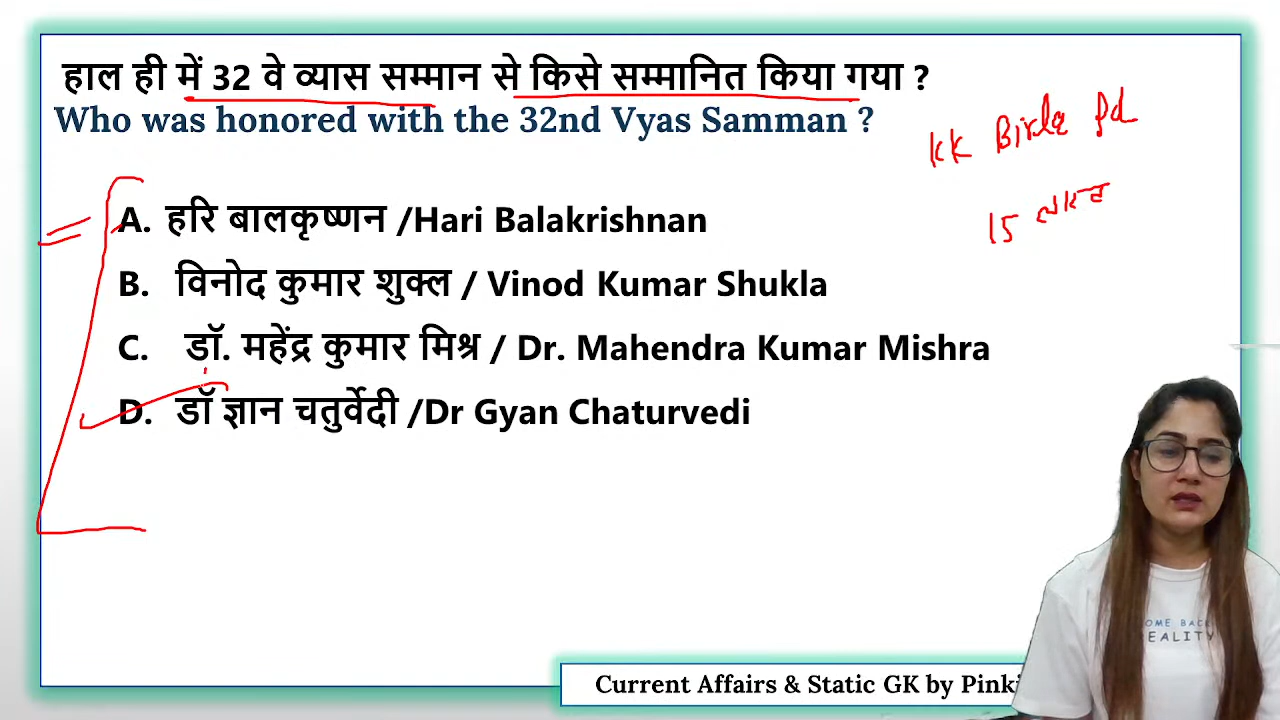 हाल ही में 32 वे व्यास सम्मान से किसे सम्मानित किया गया ?
Who was honored with the 32nd Vyas Samman ?
KK Birla fd
15 लाख
A. हरि बालकृष्णन /Hari Balakrishnan
B. विनोद कुमार शुक्ल / Vinod Kumar Shukla
C. डॉ. महेंद्र कुमार मिश्र / Dr. Mahendra Kumar Mishra
D. डॉ ज्ञान चतुर्वेदी /Dr Gyan Chaturvedi
REALITY
Current Affairs & Static GK by Pinki